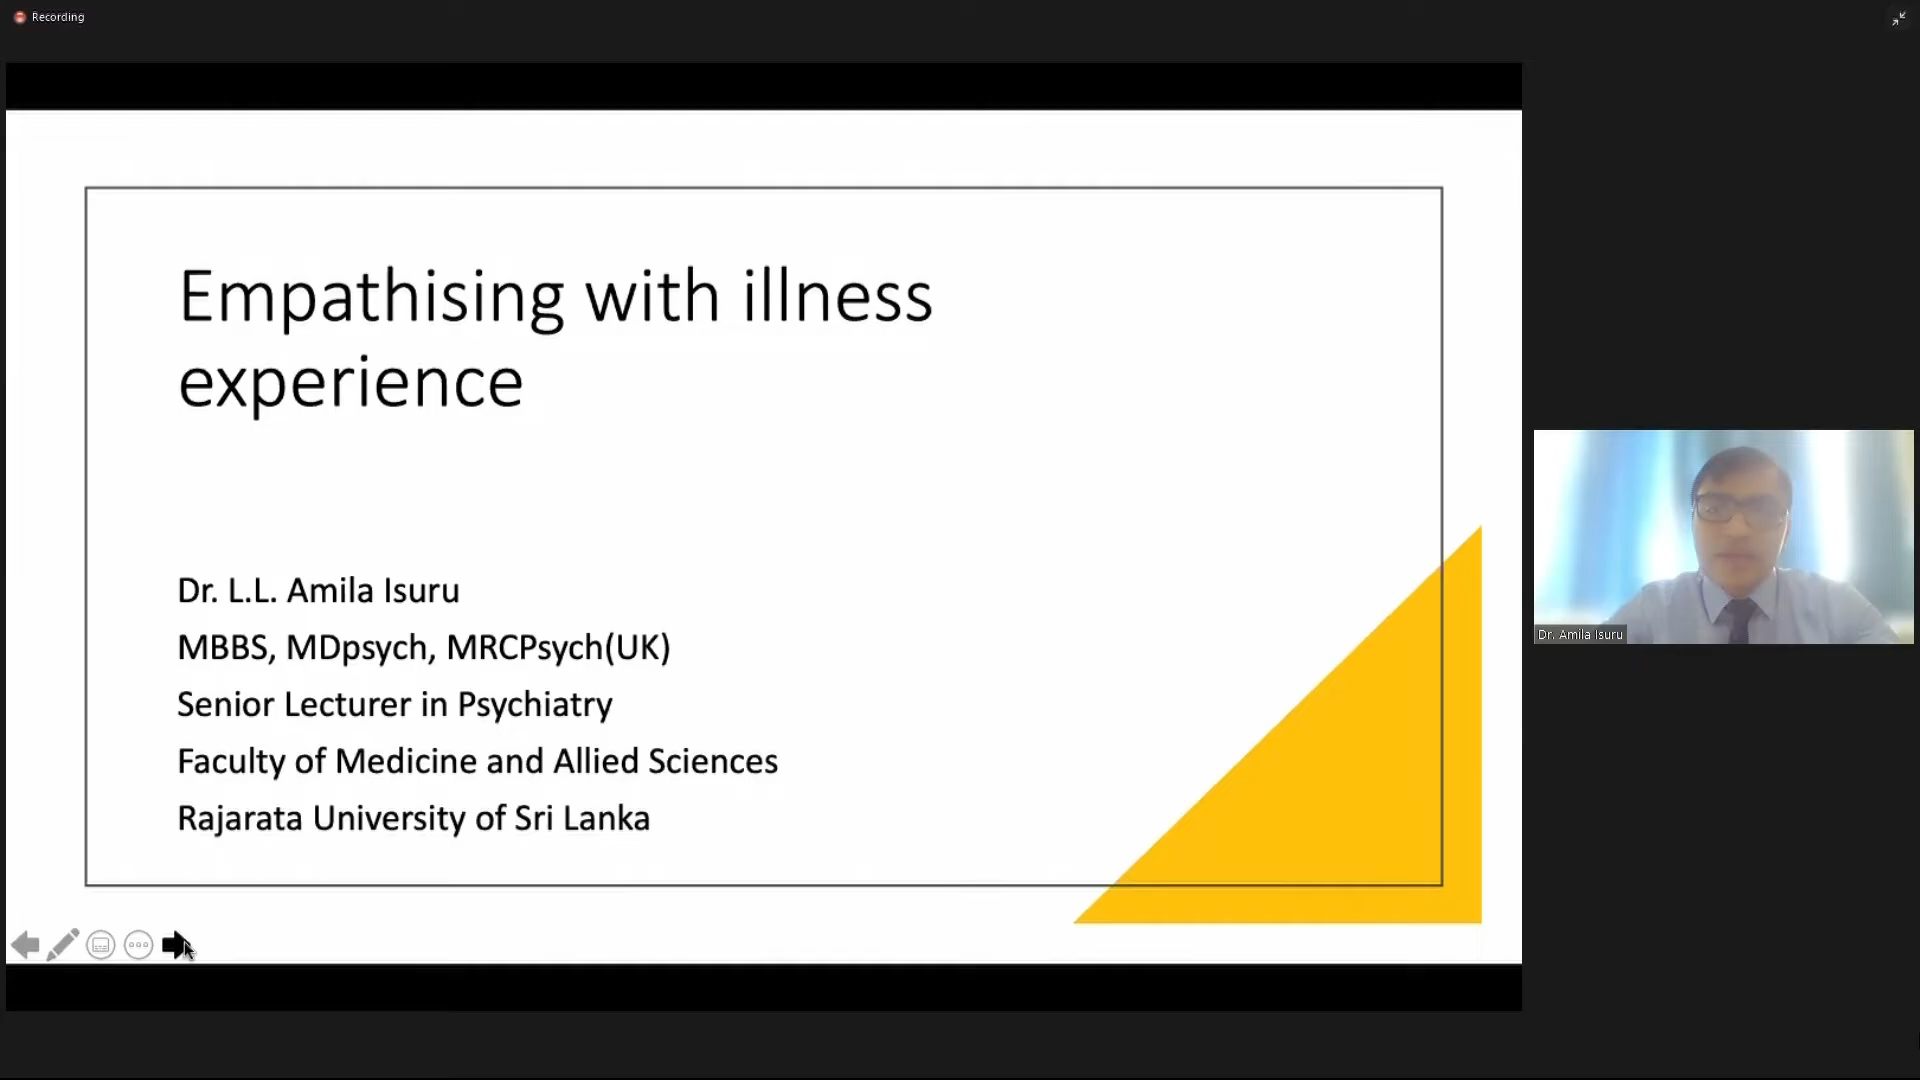 Recording
Empathising with illness
experience
Dr. L.L. Amila Isuru
MBBS, MDpsych, MRCPsych(UK)
Senior Lecturer in Psychiatry
Faculty of Medicine and Allied Sciences
Rajarata University of Sri Lanka
Dr. Amila Isuru